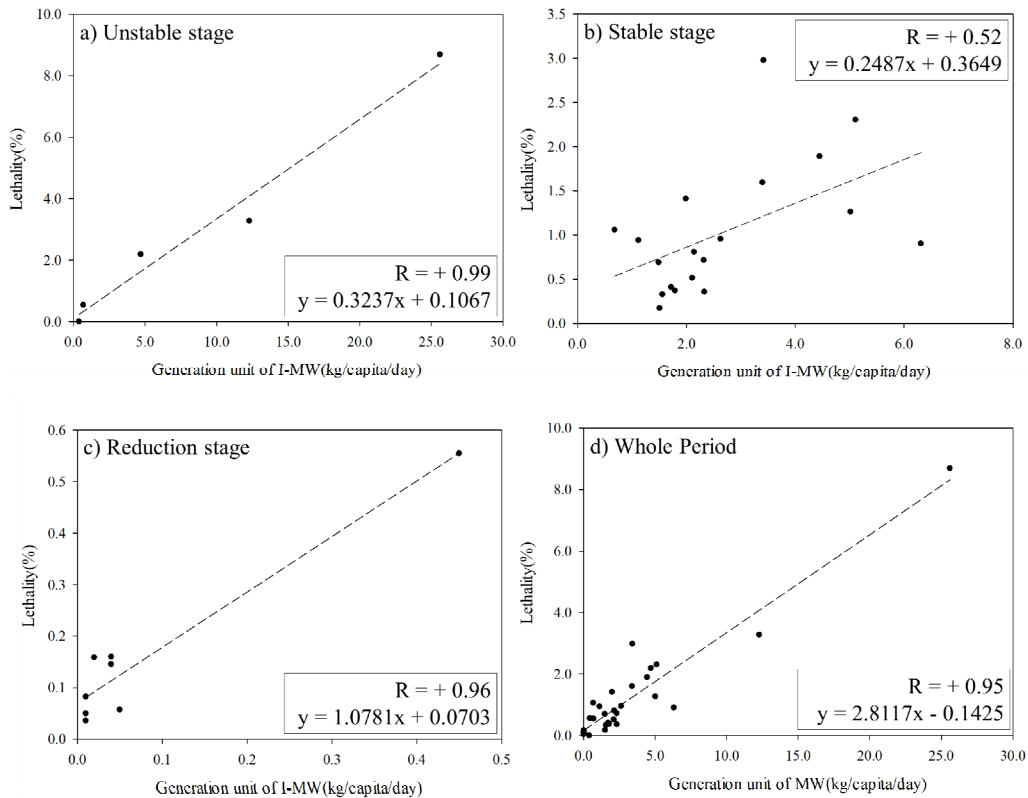 a) Unstable stage
10.0
8.0
6.0
4.0
2.0
0.0
Lethality(%)
R = + 0.99
y = 0.3237x + 0.1067
0.0 5.0 10.0 15.0 20.0 25.0 30.0
Generation unit of I-MW(kg/capita/day)
b) Stable stage
3.5
3.0
2.5
2.0
1.5
1.0
0.5
0.0
Lethality(%)
R = + 0.52
y = 0.2487x + 0.3649
0.0 2.0 4.0 6.0 8.0
Generation unit of I-MW(kg/capita/day)
c) Reduction stage
0.6
0.5
0.4
0.3
0.2
0.1
0.0
Lethality(%)
R = + 0.96
y = 1.0781x + 0.0703
0.0 0.1 0.2 0.3 0.4 0.5
Generation unit of I-MW(kg/capita/day)
d) Whole Period
10.0
8.0
6.0
4.0
2.0
0.0
Lethality(%)
R = + 0.95
y = 2.8117x - 0.1425
0.0 5.0 10.0 15.0 20.0 25.0 30.0
Generation unit of MW(kg/capita/day)